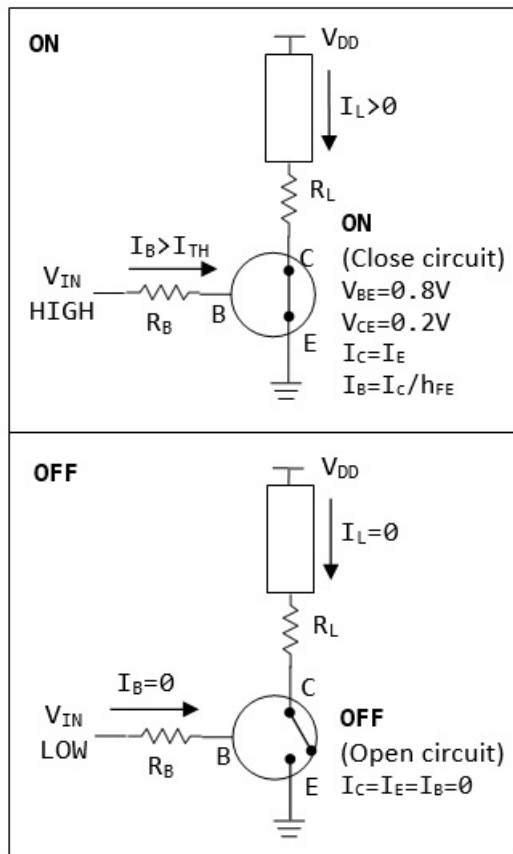 ON
VDD
IL>0
RL
ON
(Close circuit)
VBE=0.8V
VCE=0.2V
IC=IE
IB=IC/hFE
C
IB>ITH
VIN
HIGH
RB
B
E
OFF
VDD
IL=0
RL
C
IB=0
VIN
LOW
RB
B
E
OFF
(Open circuit)
IC=IE=IB=0